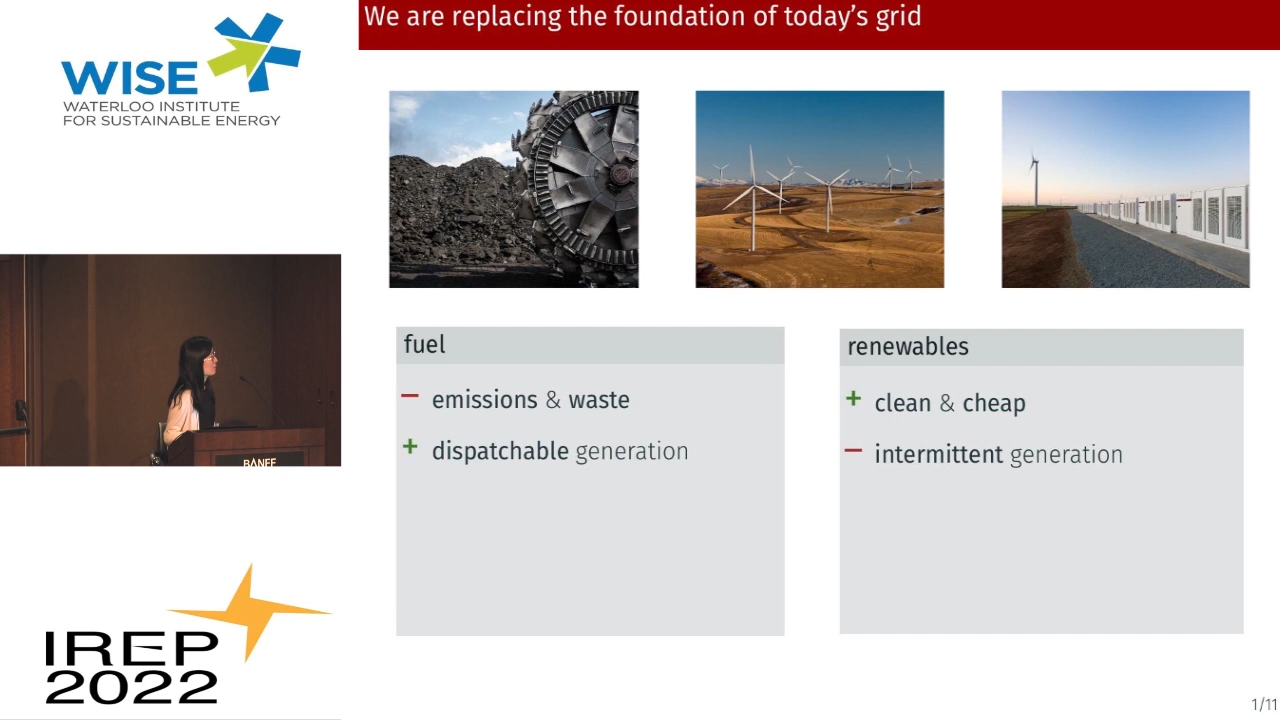 WISE
WATERLOO INSTITUTE
FOR SUSTAINABLE ENERGY
We are replacing the foundation of today’s grid
fuel
− emissions & waste
+ dispatchable generation
renewables
+ clean & cheap
− intermittent generation
BANFF
IREP
2022
1/11